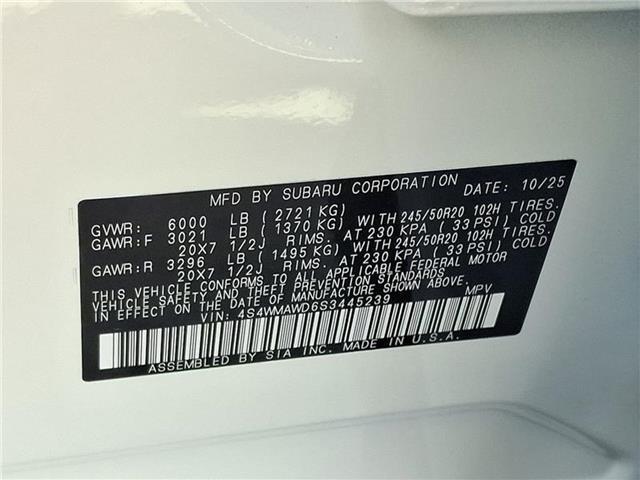 MFD BY SUBARU CORPORATION DATE: 10/25
GVWR: 6000 LB ( 2721 KG)
GAWR:F 3021 LB ( 1370 KG) WITH 245/50R20 102H TIRES.
20X7 1/2J RIMS. AT 230 KPA ( 33 PSI) COLD
GAWR:R 3296 LB ( 1495 KG) WITH 245/50R20 102H TIRES.
20X7 1/2J RIMS. AT 230 KPA ( 33 PSI) COLD
THIS VEHICLE CONFORMS TO ALL APPLICABLE FEDERAL MOTOR
VEHICLE SAFETY AND THEFT PREVENTION STANDARDS
IN EFFECT ON THE DATE OF MANUFACTURE SHOWN ABOVE.
VIN: 4S4WMAWD6S3445239 MPV
ASSEMBLED BY SIA INC. MADE IN U.S.A.